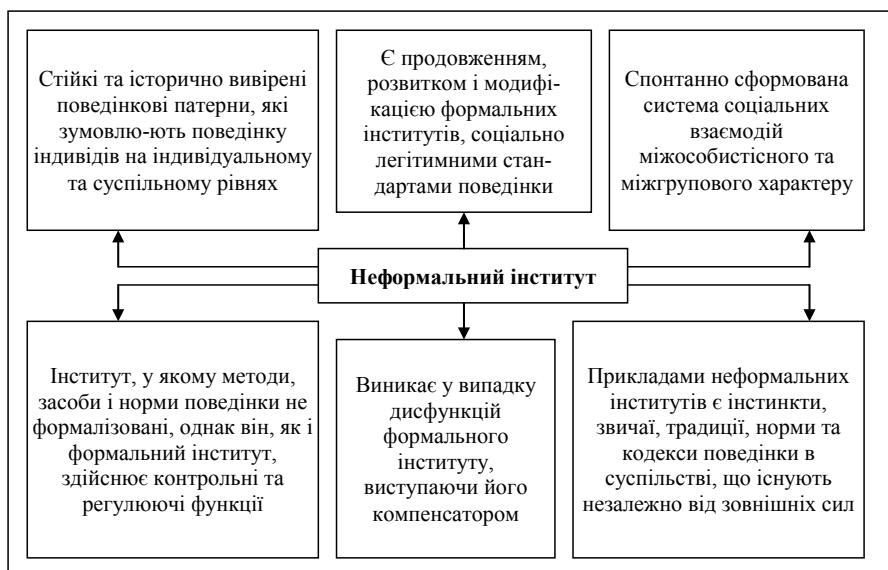 Стійкі та історично вивірені
поведінкові патерни, які
зумовлю-ють поведінку
індивідів на індивідуальному
та суспільному рівнях
Є продовженням,
розвитком і модифі-
кацією формальних
інститутів, соціально
легітимними стан-
дартами поведінки
Спонтанно сформована
система соціальних
взаємодій
міжособистісного та
міжгрупового характеру
Неформальний інститут
Інститут, у якому методи,
засоби і норми поведінки не
формалізовані, однак він, як і
формальний інститут,
здійснює контрольні та
регулюючі функції
Виникає у випадку
дисфункцій
формального
інституту,
виступаючи його
компенсатором
Прикладами неформальних
інститутів є інстинкти,
звичаї, традиції, норми та
кодекси поведінки в
суспільстві, що існують
незалежно від зовнішніх сил